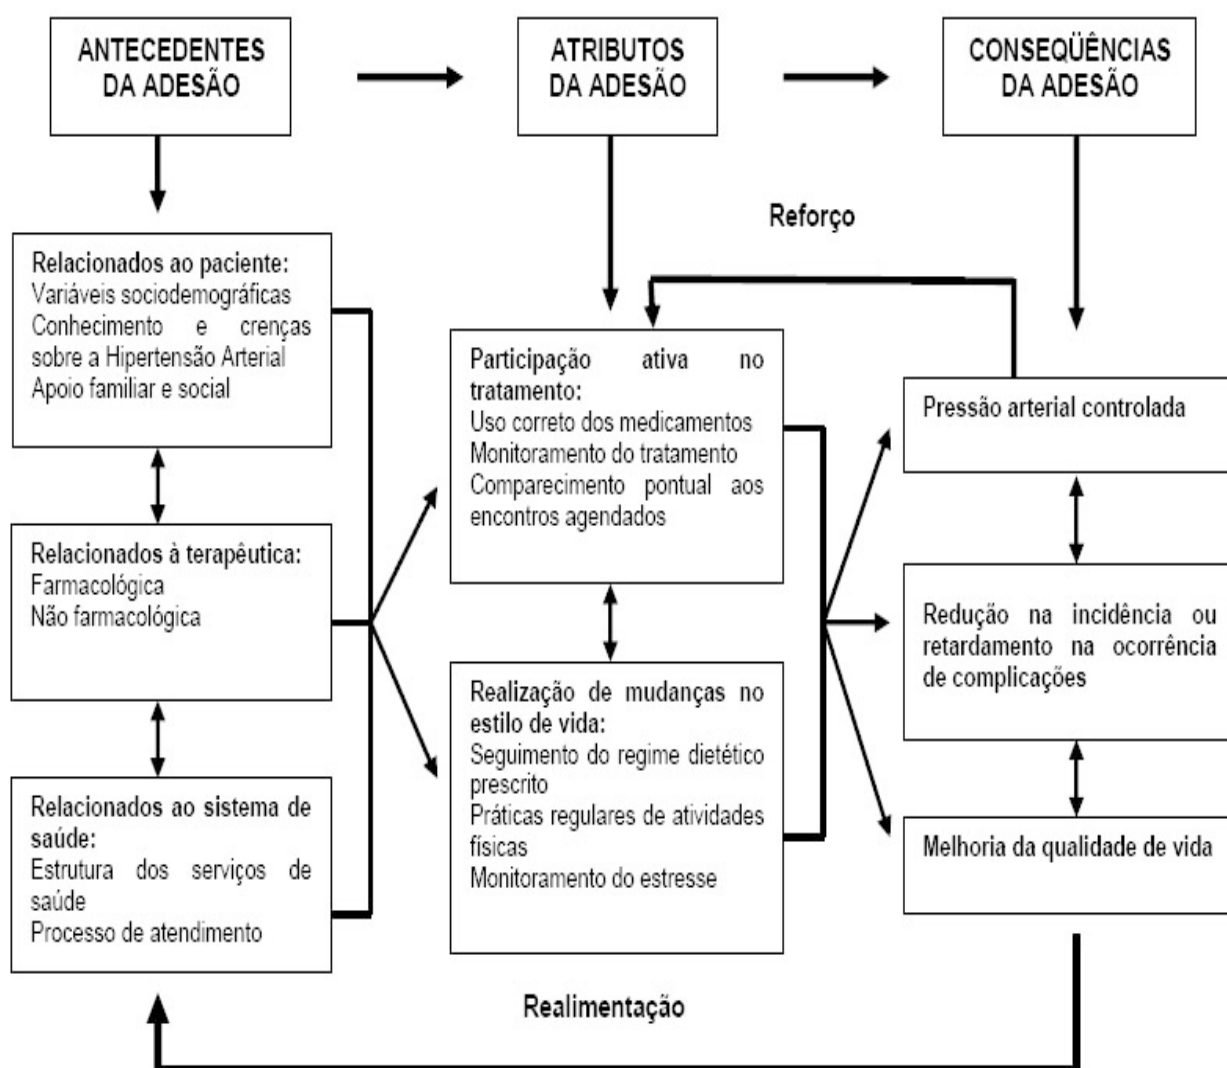 ANTECEDENTES
DA ADESÃO
ATRIBUTOS
DA ADESÃO
CONSEQÜÊNCIAS
DA ADESÃO
Reforço
Relacionados ao paciente:
Variáveis sociodemográficas
Conhecimento e crenças
sobre a Hipertensão Arterial
Apoio familiar e social
Relacionados à terapêutica:
Farmacológica
Não farmacológica
Relacionados ao sistema de
saúde:
Estrutura dos serviços de
saúde
Processo de atendimento
Participação ativa no
tratamento:
Uso correto dos medicamentos
Monitoramento do tratamento
Comparecimento pontual aos
encontros agendados
Realização de mudanças no
estilo de vida:
Seguimento do regime dietético
prescrito
Práticas regulares de atividades
físicas
Monitoramento do estresse
Pressão arterial controlada
Redução na incidência ou
retardamento na ocorrência
de complicações
Melhoria da qualidade de vida
Realimentação